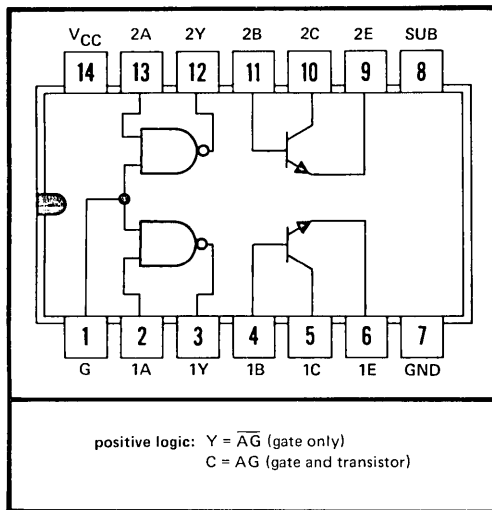 VCC 2A 2Y 2B 2C 2E SUB
14 13 12 11 10 9 8
1 2 3 4 5 6 7
G 1A 1Y 1B 1C 1E GND
positive logic: Y = A̅G̅ (gate only)
C = AG (gate and transistor)